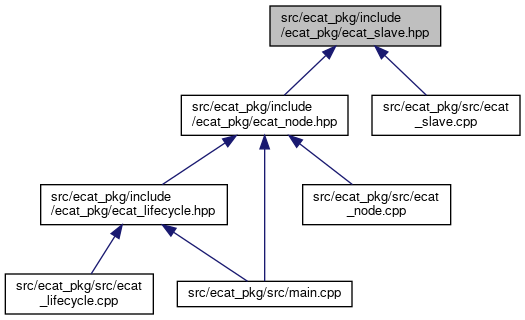 src/ecat_pkg/include
/ecat_pkg/ecat_slave.hpp
src/ecat_pkg/include
/ecat_pkg/ecat_node.hpp
src/ecat_pkg/src/ecat
_slave.cpp
src/ecat_pkg/include
/ecat_pkg/ecat_lifecycle.hpp
src/ecat_pkg/src/ecat
_node.cpp
src/ecat_pkg/src/ecat
_lifecycle.cpp
src/ecat_pkg/src/main.cpp